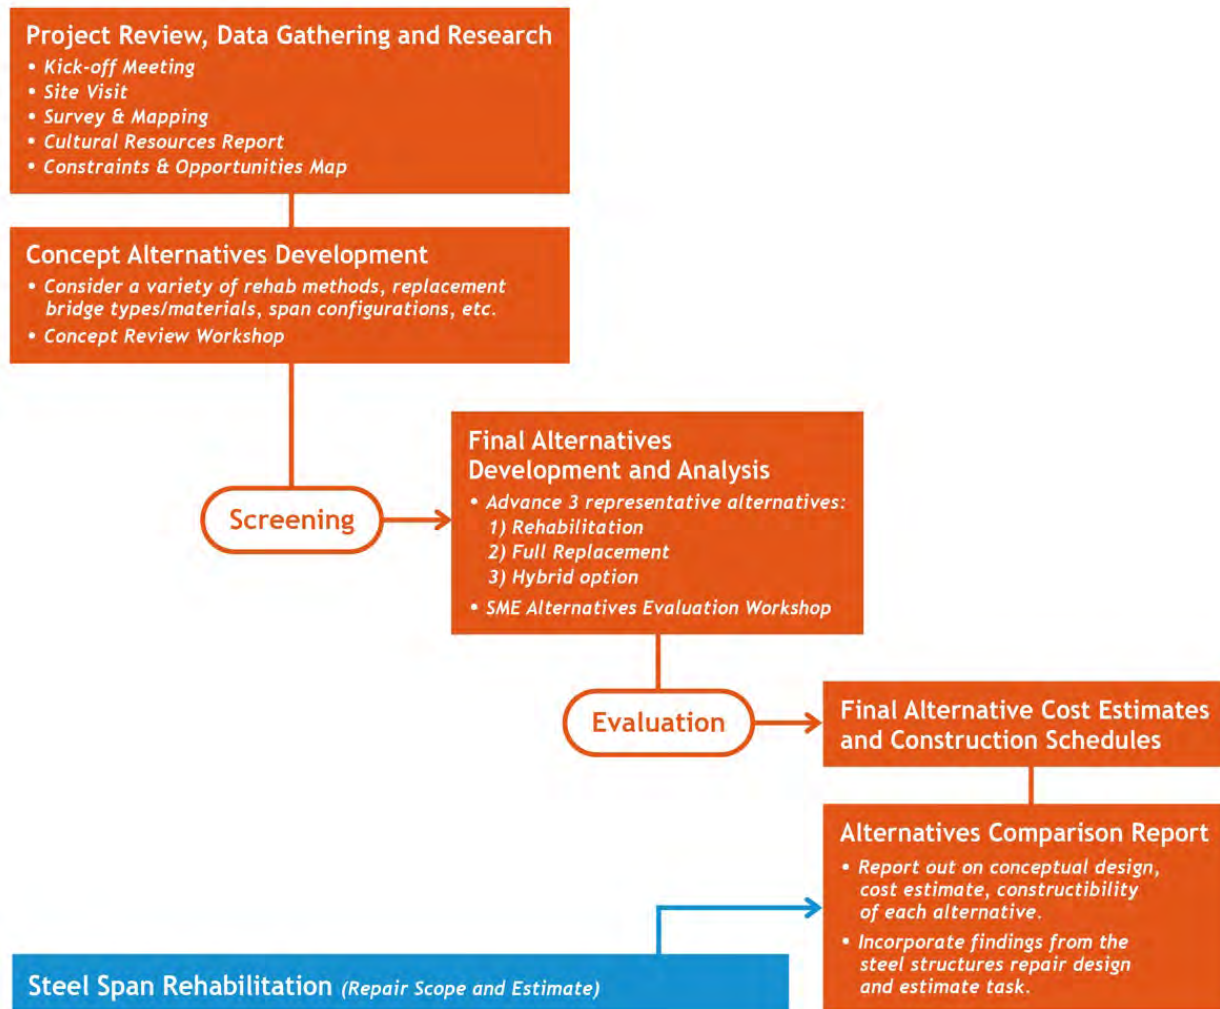 Project Review, Data Gathering and Research
• Kick-off Meeting
• Site Visit
• Survey & Mapping
• Cultural Resources Report
• Constraints & Opportunities Map
Concept Alternatives Development
• Consider a variety of rehab methods, replacement
bridge types/materials, span configurations, etc.
• Concept Review Workshop
Screening
Final Alternatives
Development and Analysis
• Advance 3 representative alternatives:
1) Rehabilitation
2) Full Replacement
3) Hybrid option
• SME Alternatives Evaluation Workshop
Evaluation
Final Alternative Cost Estimates
and Construction Schedules
Alternatives Comparison Report
• Report out on conceptual design,
cost estimate, constructibility
of each alternative.
• Incorporate findings from the
steel structures repair design
and estimate task.
Steel Span Rehabilitation (Repair Scope and Estimate)